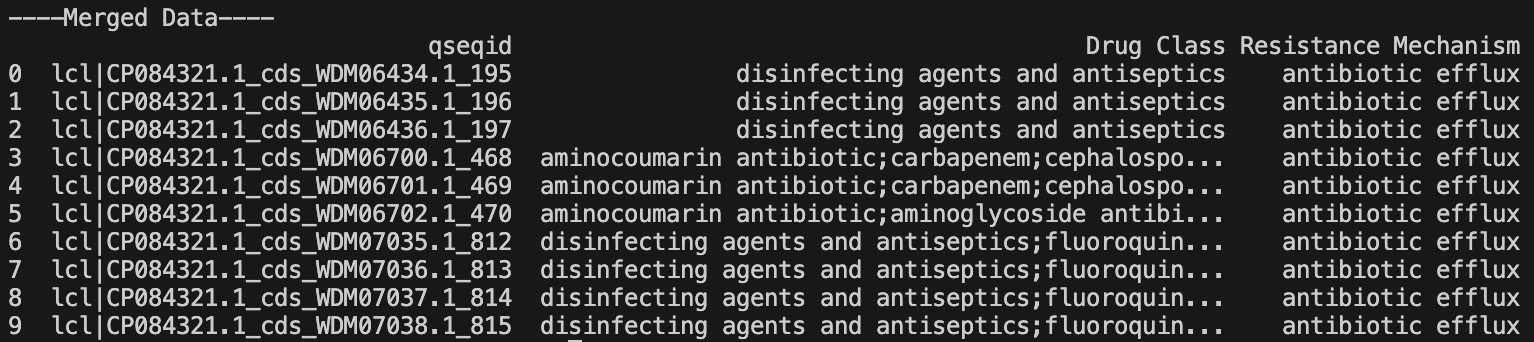 ----Merged Data----
qseqid Drug Class Resistance Mechanism
0 lcl|CP084321.1_cds_WDM06434.1_195 disinfecting agents and antiseptics antibiotic efflux
1 lcl|CP084321.1_cds_WDM06435.1_196 disinfecting agents and antiseptics antibiotic efflux
2 lcl|CP084321.1_cds_WDM06436.1_197 disinfecting agents and antiseptics antibiotic efflux
3 lcl|CP084321.1_cds_WDM06700.1_468 aminocoumarin antibiotic;carbapenem;cephalospo... antibiotic efflux
4 lcl|CP084321.1_cds_WDM06701.1_469 aminocoumarin antibiotic;carbapenem;cephalospo... antibiotic efflux
5 lcl|CP084321.1_cds_WDM06702.1_470 aminocoumarin antibiotic;aminoglycoside antibi... antibiotic efflux
6 lcl|CP084321.1_cds_WDM07035.1_812 disinfecting agents and antiseptics;fluoroquin... antibiotic efflux
7 lcl|CP084321.1_cds_WDM07036.1_813 disinfecting agents and antiseptics;fluoroquin... antibiotic efflux
8 lcl|CP084321.1_cds_WDM07037.1_814 disinfecting agents and antiseptics;fluoroquin... antibiotic efflux
9 lcl|CP084321.1_cds_WDM07038.1_815 disinfecting agents and antiseptics;fluoroquin... antibiotic efflux